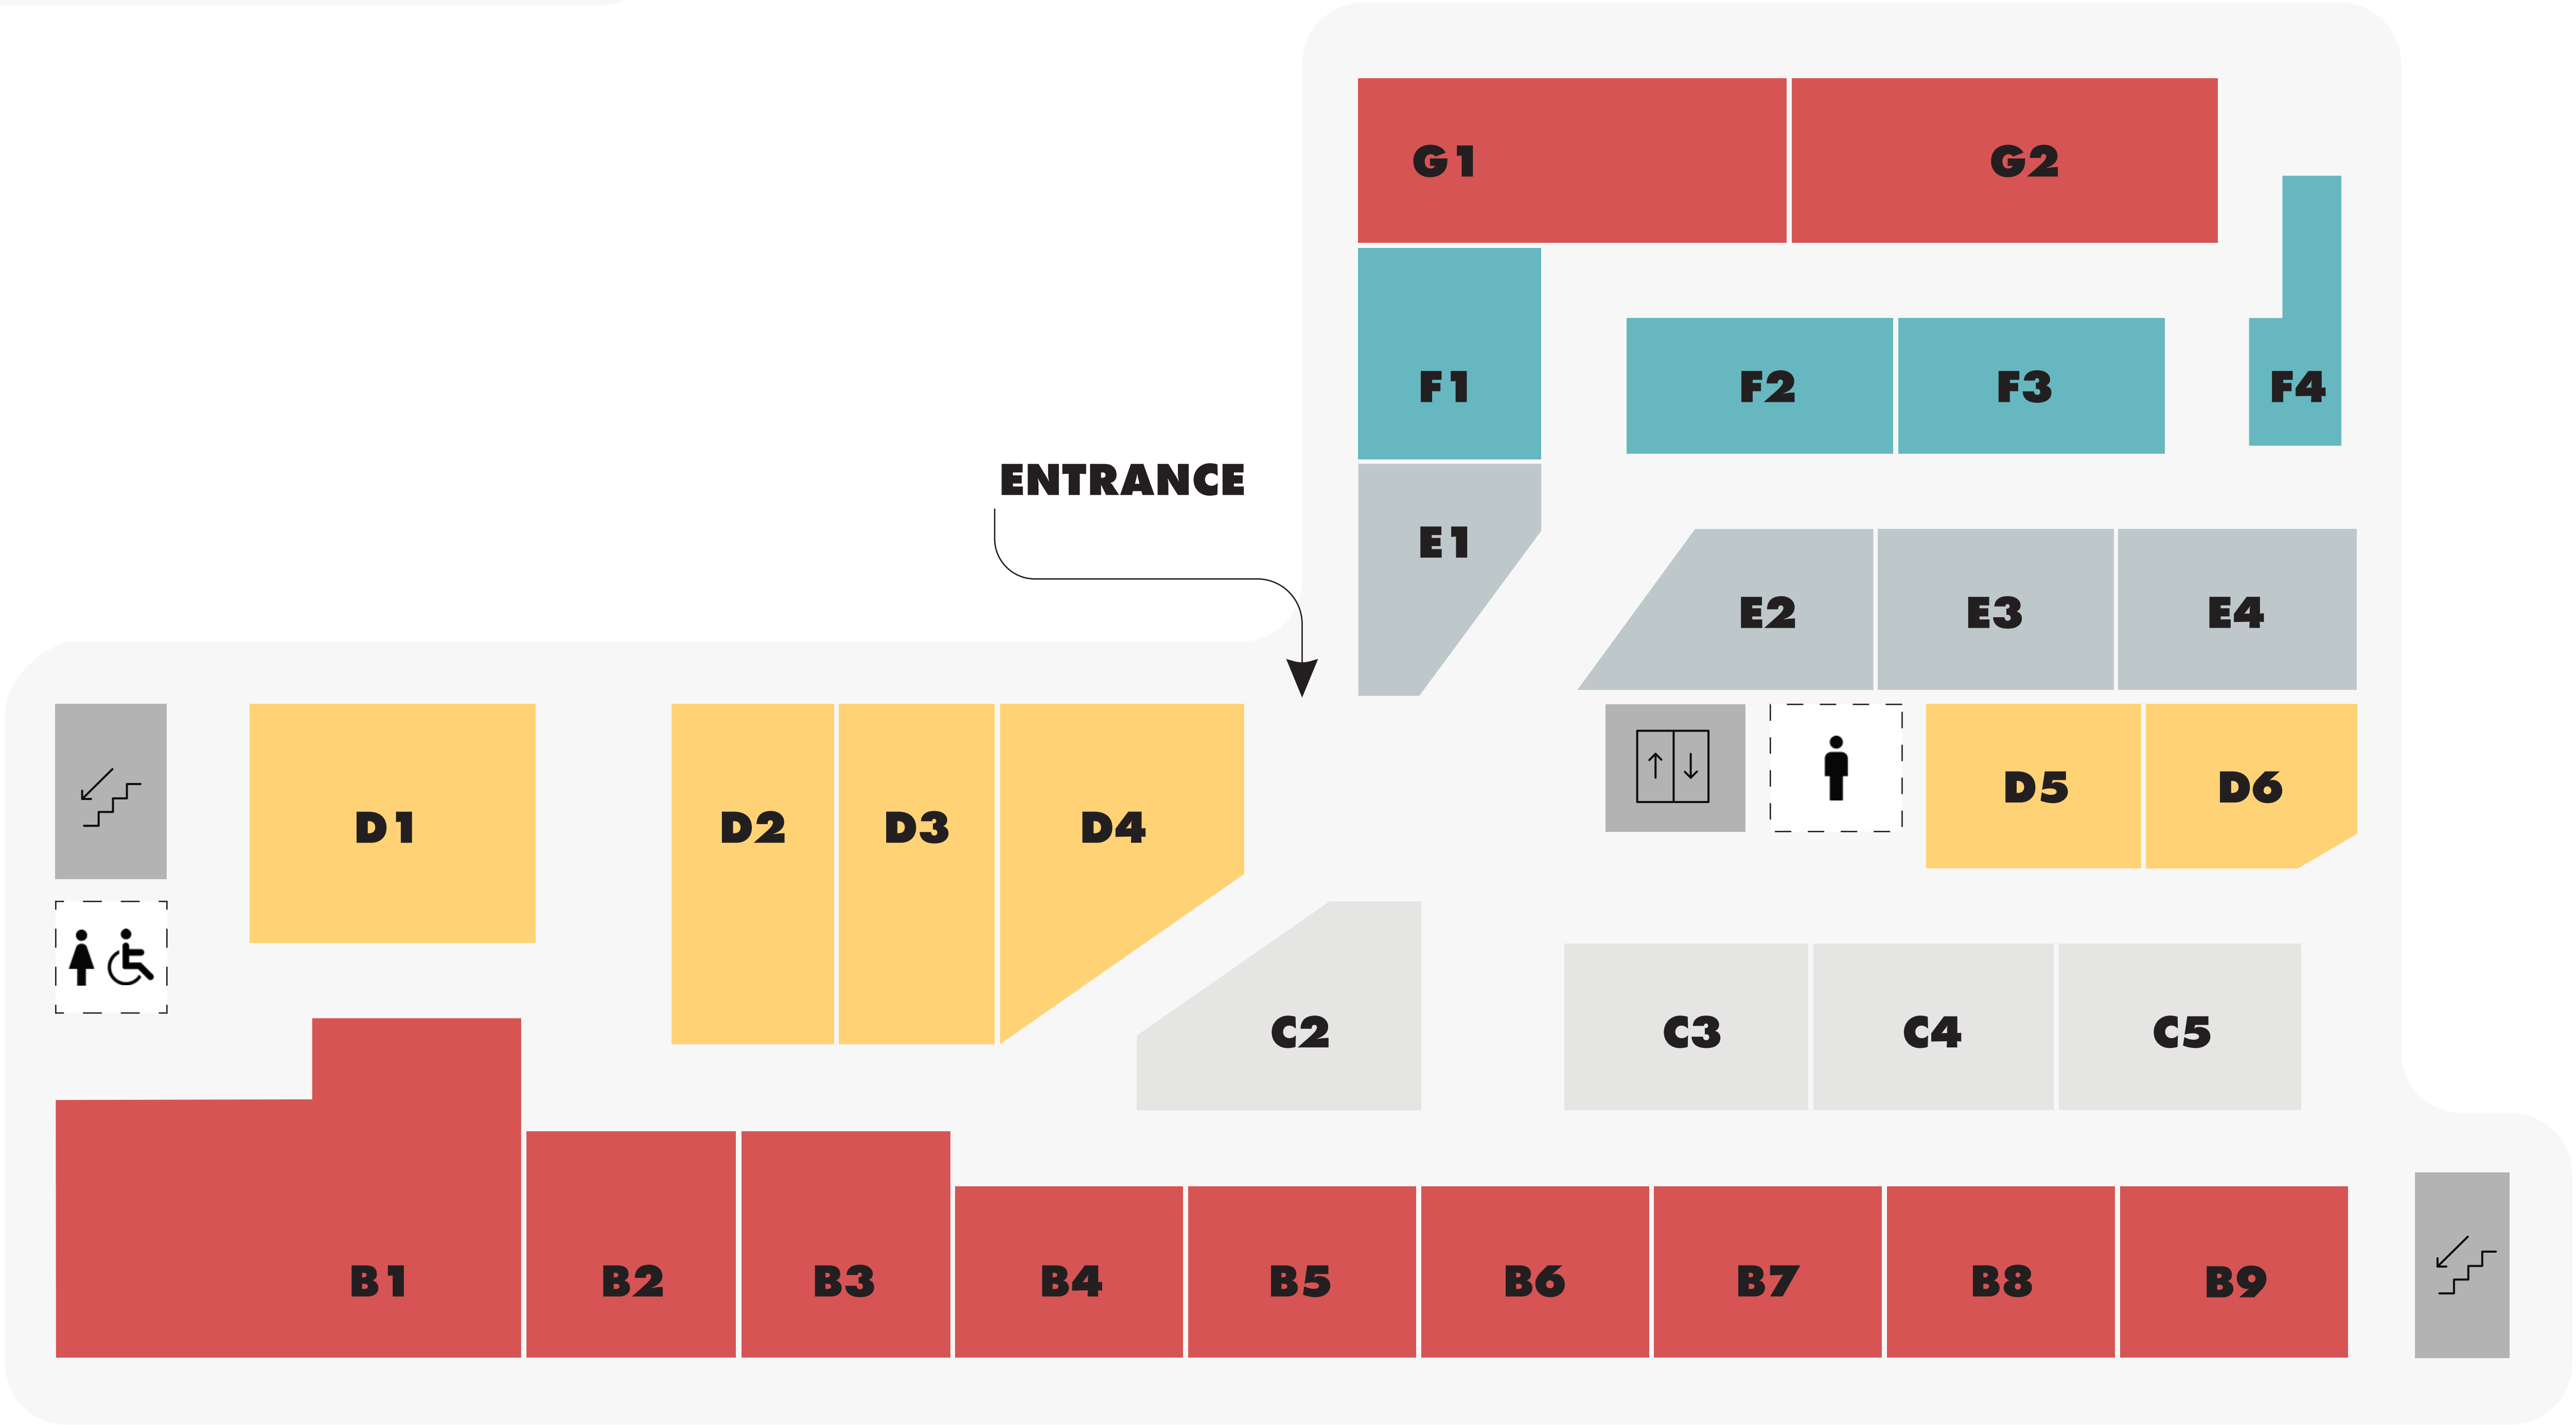 G1 G2
F1 F2 F3 F4
ENTRANCE
E1
E2 E3 E4
D1 D2 D3 D4 D5 D6
C2 C3 C4 C5
B1 B2 B3 B4 B5 B6 B7 B8 B9